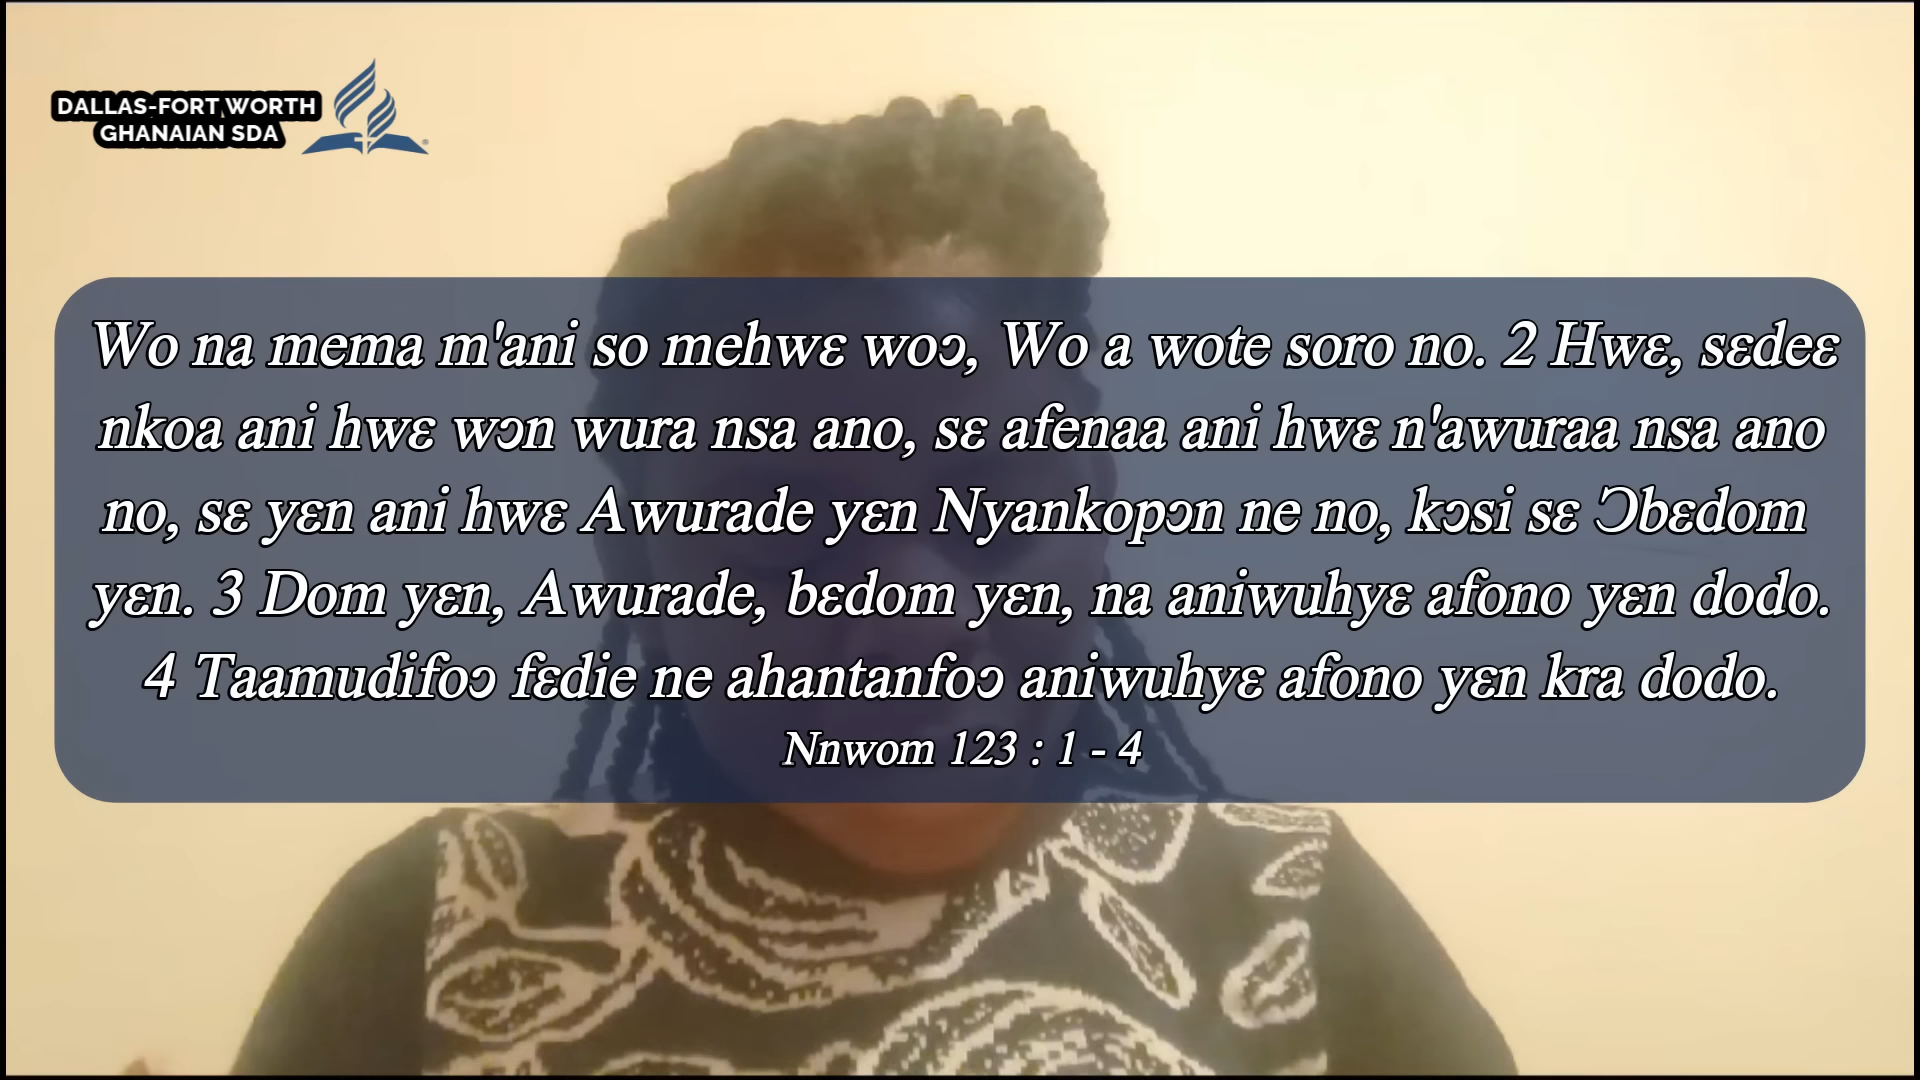 DALLAS-FORT WORTH
GHANAIAN SDA
Wo na mema m'ani so mehwɛ woɔ, Wo a wote soro no. 2 Hwɛ, sɛdeɛ
nkoa ani hwɛ wɔn wura nsa ano, sɛ afenaa ani hwɛ n'awuraa nsa ano
no, sɛ yɛn ani hwɛ Awurade yɛn Nyankopɔn ne no, kɔsi sɛ Ɔbɛdom
yɛn. 3 Dom yɛn, Awurade, bɛdom yɛn, na aniwuhyɛ afono yɛn dodo.
4 Taamudifoɔ fɛdie ne ahantanfoɔ aniwuhyɛ afono yɛn kra dodo.
Nnwom 123 : 1 - 4